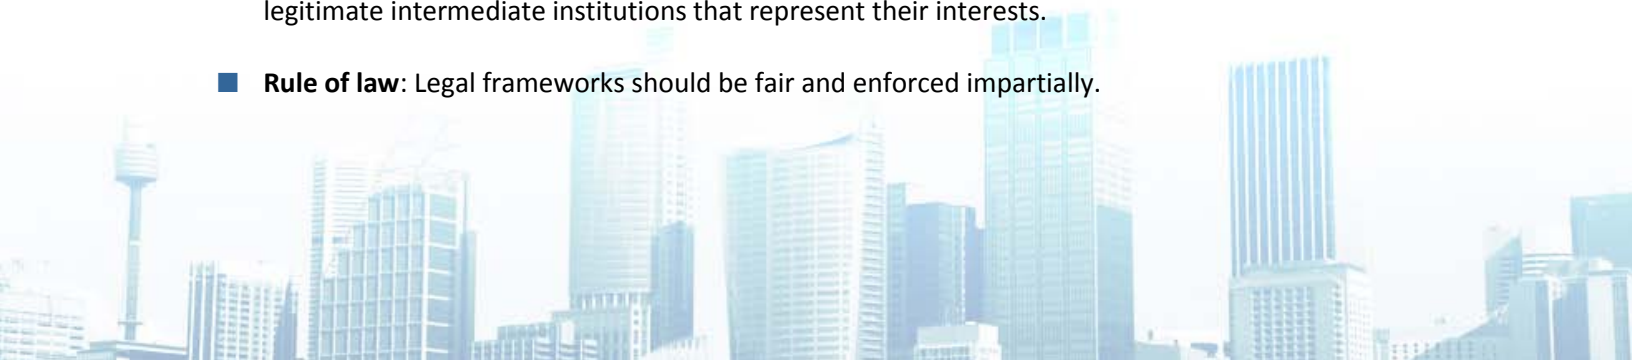 legitimate intermediate institutions that represent their interests.
Rule of law: Legal frameworks should be fair and enforced impartially.